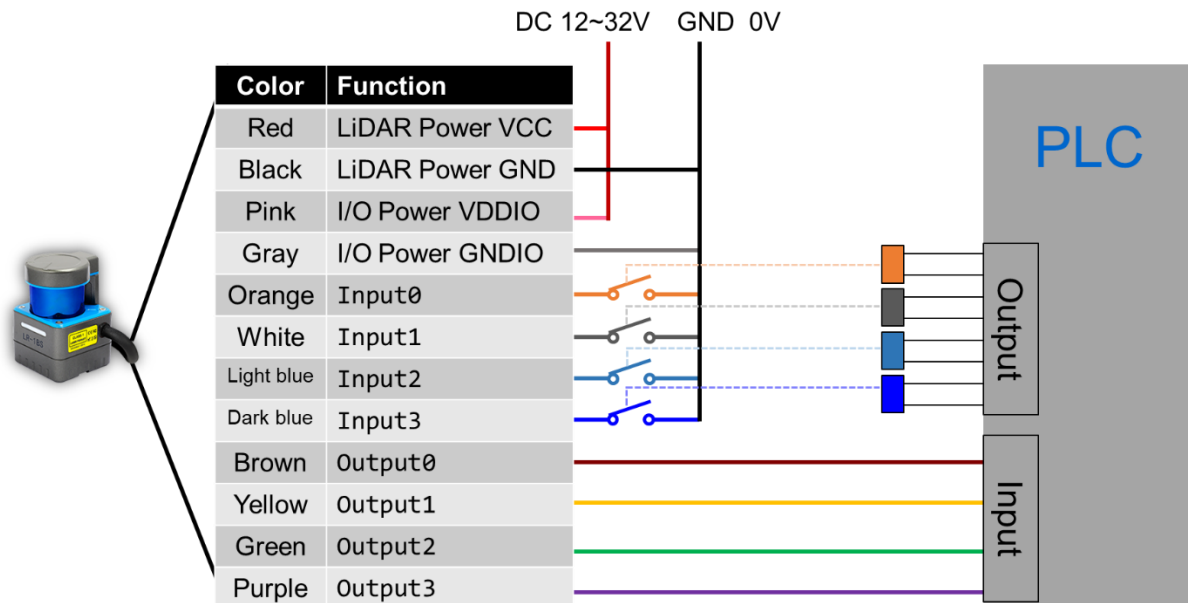 DC 12~32V GND 0V
Color Function
Red LiDAR Power VCC
Black LiDAR Power GND
Pink I/O Power VDDIO
Gray I/O Power GNDIO
Orange Input0
White Input1
Light blue Input2
Dark blue Input3
Brown Output0
Yellow Output1
Green Output2
Purple Output3
PLC
Output
Input